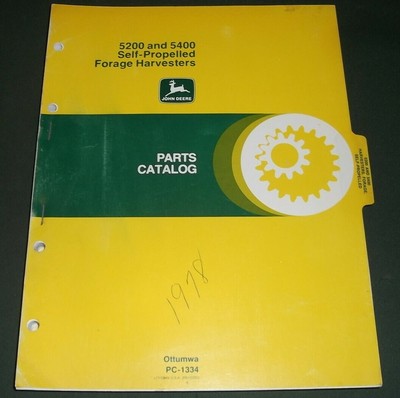 5200 and 5400
Self-Propelled
Forage Harvesters
JOHN DEERE
PARTS
CATALOG
1978
Ottumwa
PC-1334